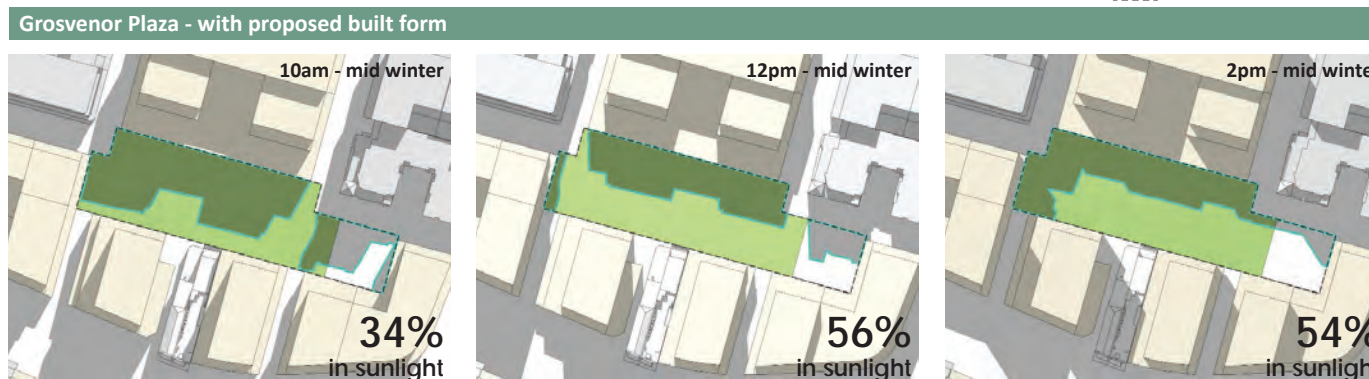 Grosvenor Plaza - with proposed built form
10am - mid winter
34%
in sunlight
12pm - mid winter
56%
in sunlight
2pm - mid winte
54%
in sunligh